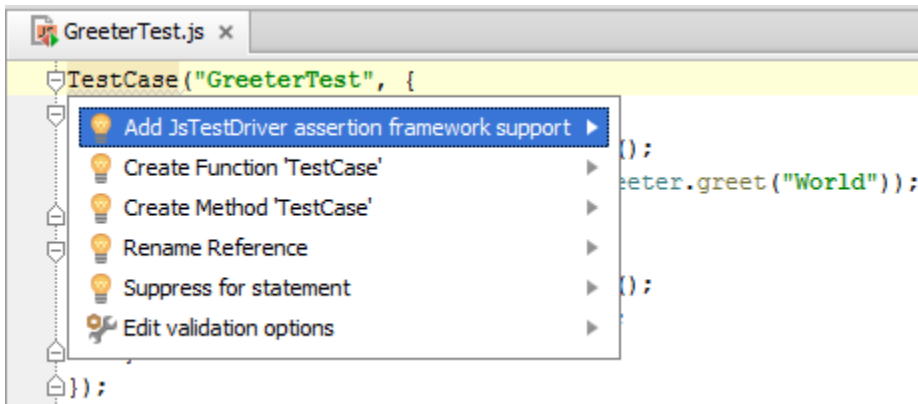 GreeterTest.js ×
TestCase("GreeterTest", {
Add JsTestDriver assertion framework support
();
Create Function 'TestCase'
eeter.greet("World"));
Create Method 'TestCase'
Rename Reference
Suppress for statement
();
Edit validation options
});